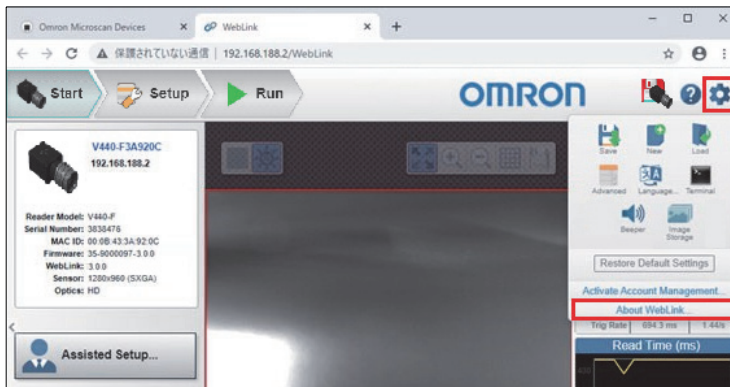 Omron Microscan Devices
WebLink
保護されていない通信 | 192.168.188.2/WebLink
Start
Setup
Run
OMRON
V440-F3A920C
192.168.188.2
Reader Model: V440-F
Serial Number: 3838476
MAC ID: 00:0B:43:3A:92:0C
Firmware: 35-9000097-3.0.0
WebLink: 3.0.0
Sensor: 1280x960 (SXGA)
Optics: HD
Assisted Setup...
Save New Load
Advanced Language... Terminal
Beeper Image Storage
Restore Default Settings
Activate Account Management...
About WebLink...
Trig Rate 694.3 ms 1.44/s
Read Time (ms)